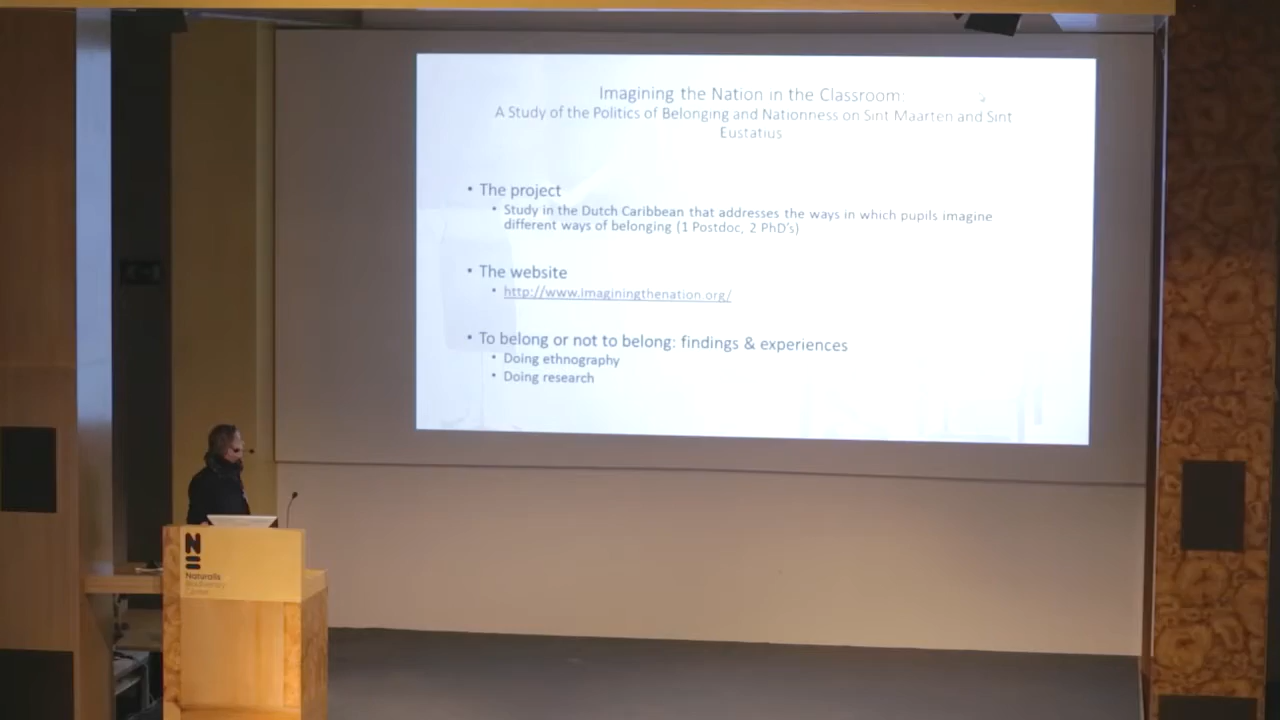 Imagining the Nation in the Classroom:
A Study of the Politics of Belonging and Nationness on Sint Maarten and Sint
Eustatius
• The project
• Study in the Dutch Caribbean that addresses the ways in which pupils imagine
different ways of belonging (1 Postdoc, 2 PhD's)
• The website
• http://www.imaginingthenation.org/
• To belong or not to belong: findings & experiences
• Doing ethnography
• Doing research
N
Naturalis
Biodiversity
Center